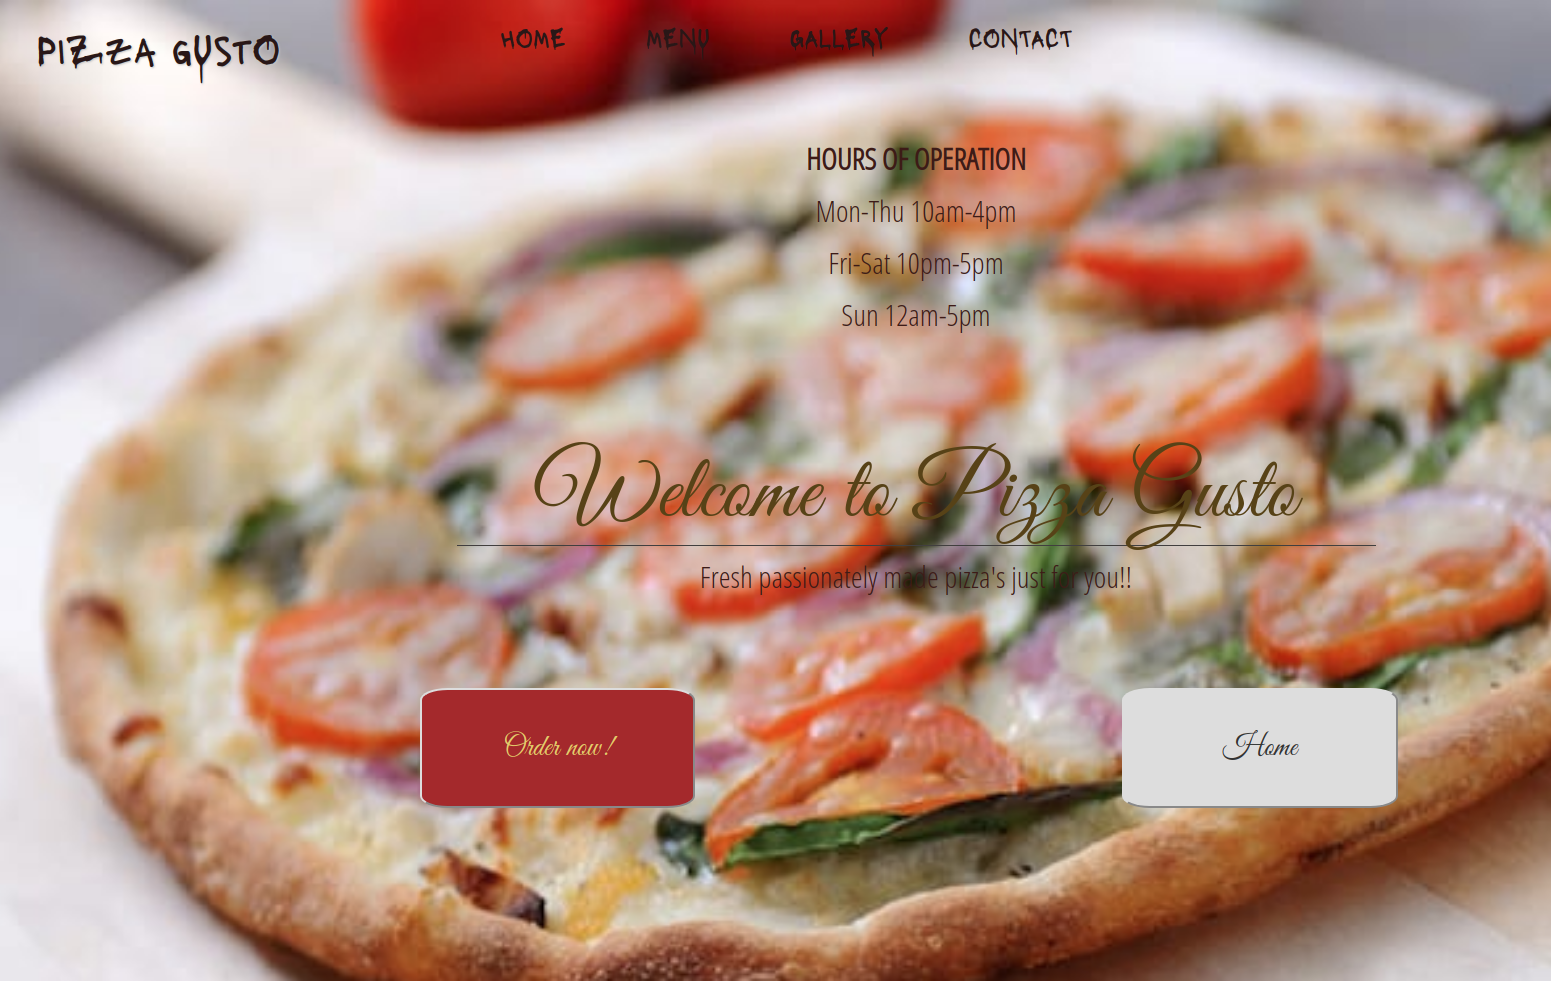 PIZZA GUSTO
HOME MENU GALLERY CONTACT
HOURS OF OPERATION
Mon-Thu 10am-4pm
Fri-Sat 10pm-5pm
Sun 12am-5pm
Welcome to Pizza Gusto
Fresh passionately made pizza's just for you!!
Order now! Home